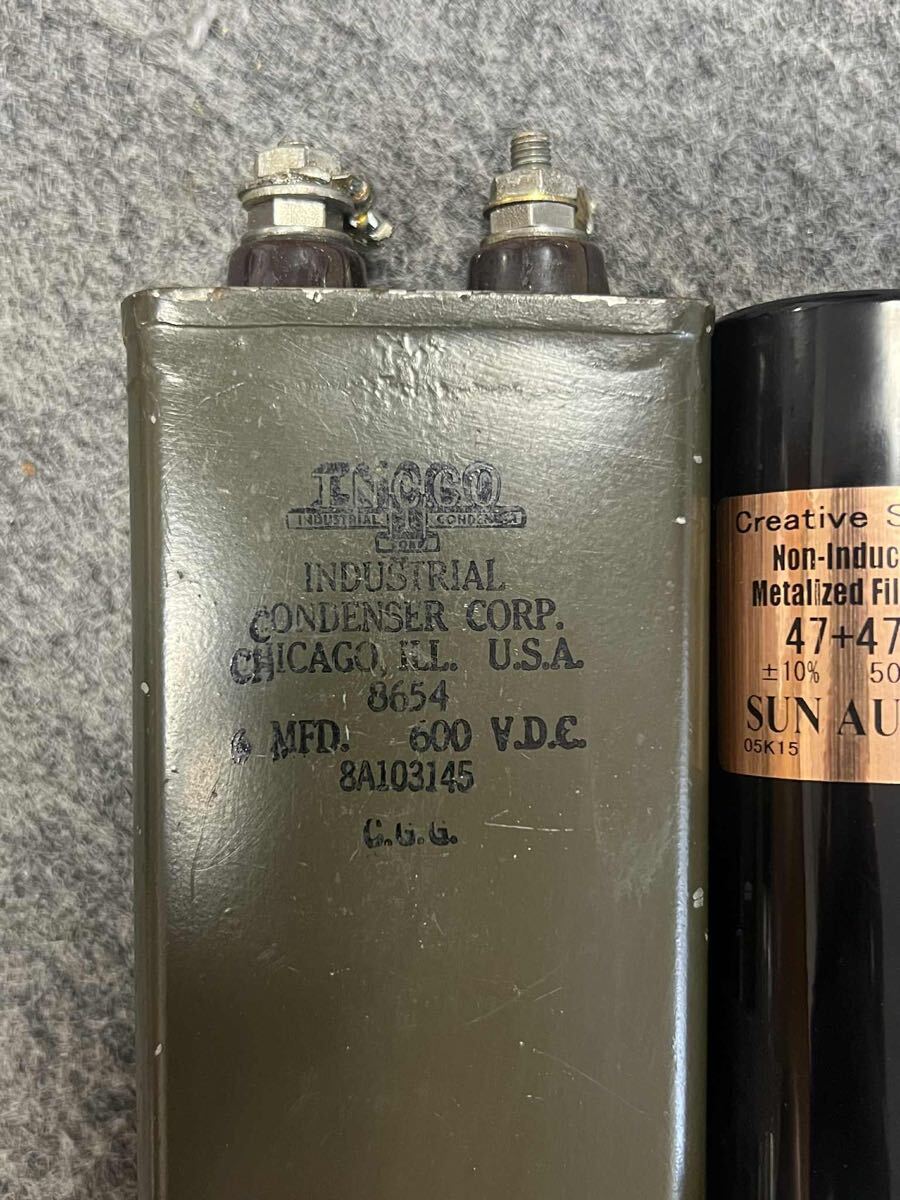 INCCO
INDUSTRIAL CONDENSER
CORP.
INDUSTRIAL
CONDENSER CORP.
CHICAGO, ILL. U.S.A.
8654
6 MFD. 600 V.D.C.
8A103145
C.G.G.
Creative S
Non-Induc
Metalized Fil
47+47
±10% 50
SUN AU
05K15